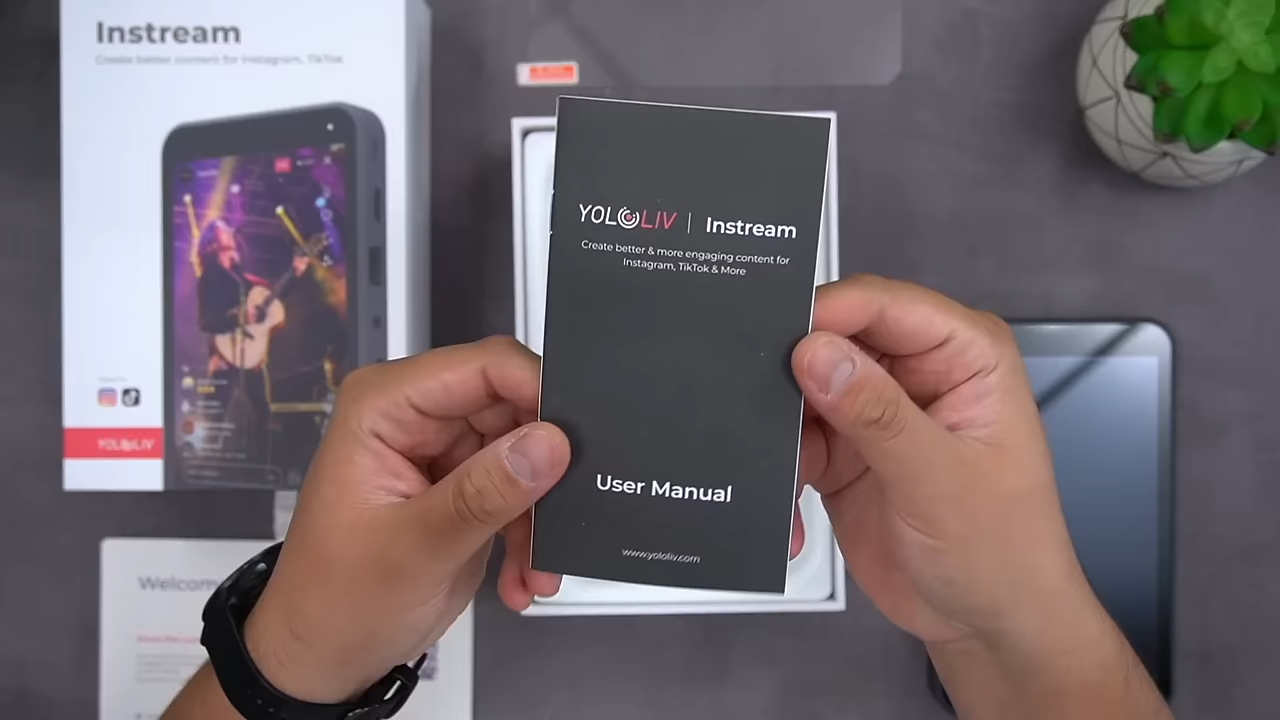 Instream
Create better content for Instagram, TikTok
YOLOLIV
YOLOLIV | Instream
Create better & more engaging content for
Instagram, TikTok & More
User Manual
www.yololiv.com
Welcome